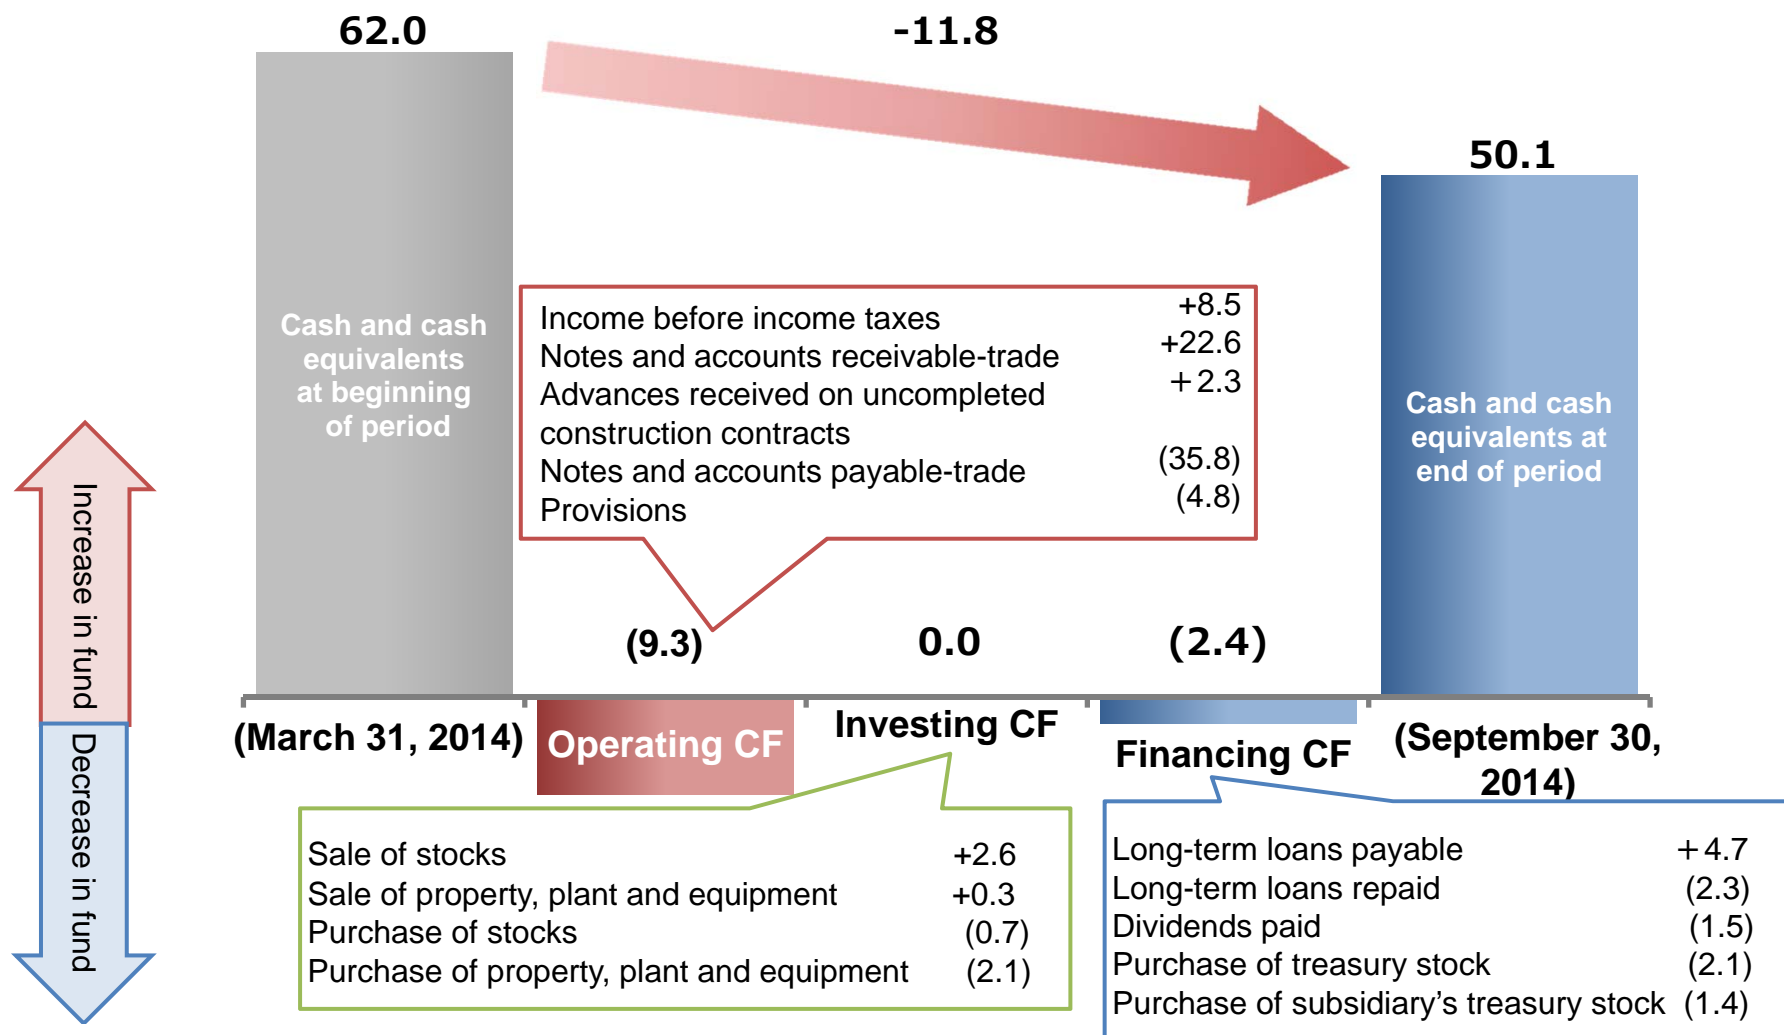 62.0
-11.8
50.1
Cash and cash
equivalents
at beginning
of period
Income before income taxes +8.5
Notes and accounts receivable-trade +22.6
Advances received on uncompleted +2.3
construction contracts
Notes and accounts payable-trade (35.8)
Provisions (4.8)
Cash and cash
equivalents at
end of period
Increase in fund
Decrease in fund
(9.3)
0.0
(2.4)
(March 31, 2014)
Operating CF
Investing CF
Financing CF
(September 30,
2014)
Sale of stocks +2.6
Sale of property, plant and equipment +0.3
Purchase of stocks (0.7)
Purchase of property, plant and equipment (2.1)
Long-term loans payable +4.7
Long-term loans repaid (2.3)
Dividends paid (1.5)
Purchase of treasury stock (2.1)
Purchase of subsidiary’s treasury stock (1.4)